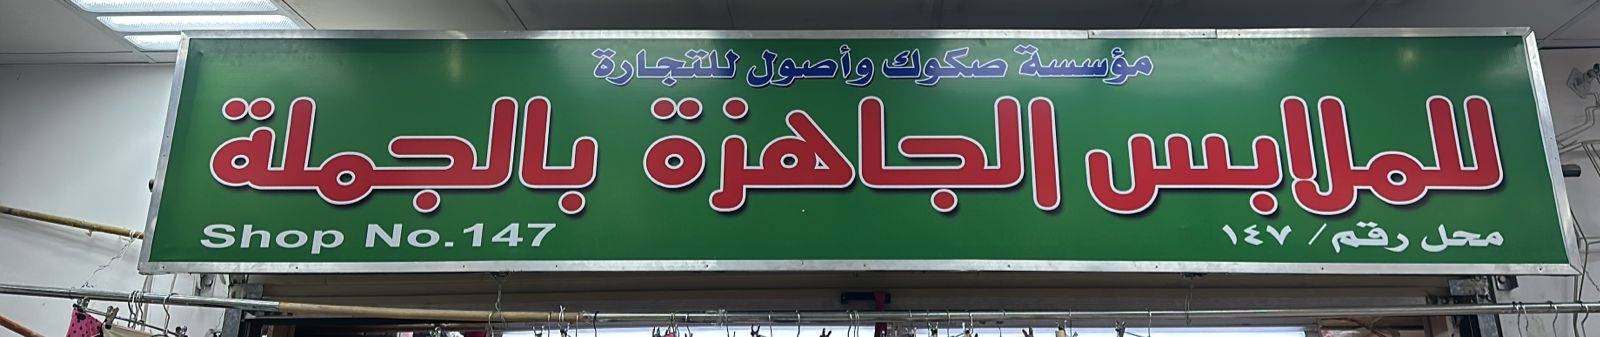 مؤسسة صكوك وأصول للتجارة
للملابس الجاهزة بالجملة
محل رقم / ١٤٧
Shop No.147